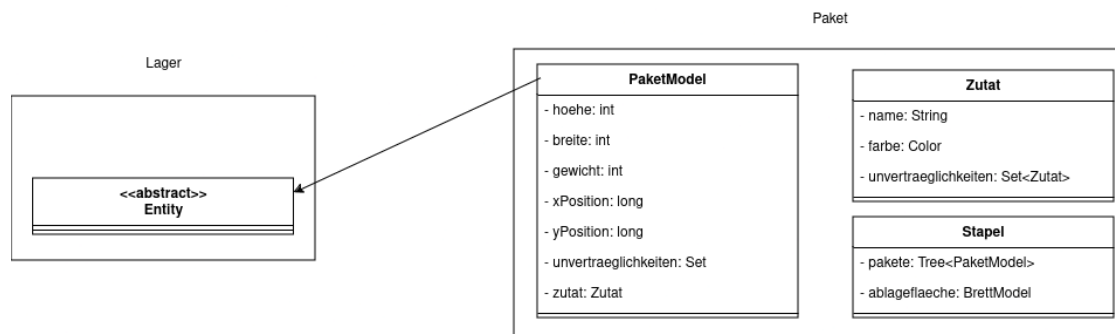 Paket
Lager
<<abstract>>
Entity
PaketModel
- hoehe: int
- breite: int
- gewicht: int
- xPosition: long
- yPosition: long
- unvertraeglichkeiten: Set
- zutat: Zutat
Zutat
- name: String
- farbe: Color
- unvertraeglichkeiten: Set<Zutat>
Stapel
- pakete: Tree<PaketModel>
- ablageflaeche: BrettModel